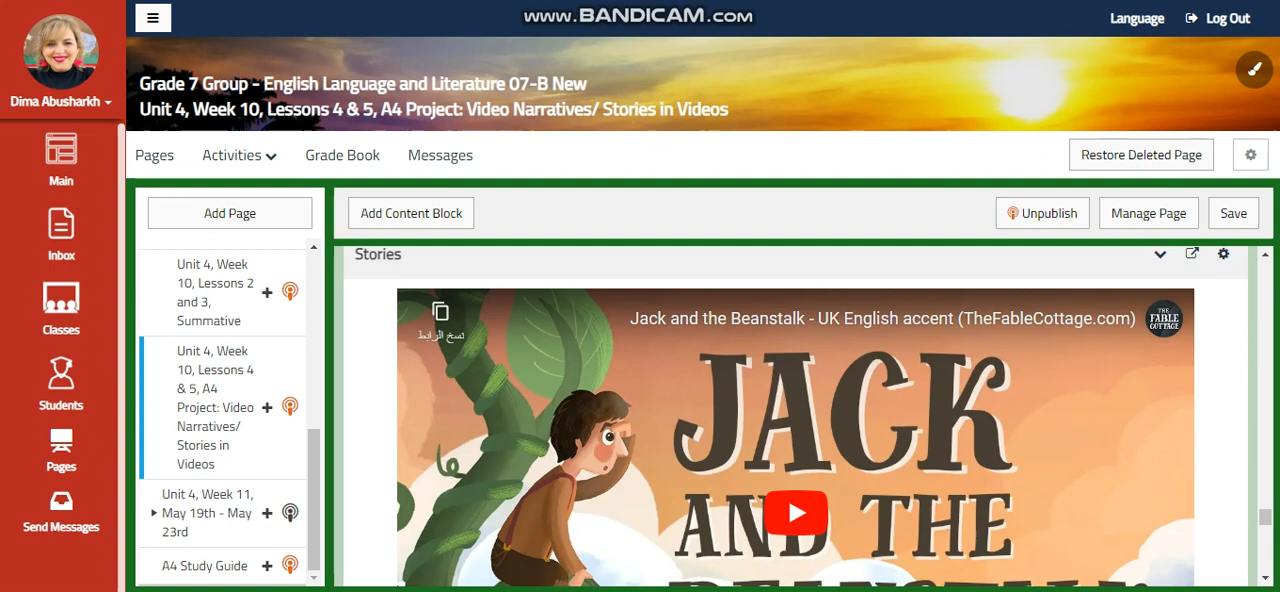 www.BANDICAM.com
Language
Log Out
Dima Abusharkh
Grade 7 Group - English Language and Literature 07-B New
Unit 4, Week 10, Lessons 4 & 5, A4 Project: Video Narratives/ Stories in Videos
Pages
Activities
Grade Book
Messages
Restore Deleted Page
Main
Inbox
Classes
Students
Pages
Send Messages
Add Page
Unit 4, Week
10, Lessons 2
and 3,
Summative
Unit 4, Week
10, Lessons 4
& 5, A4
Project: Video
Narratives/
Stories in
Videos
Unit 4, Week 11,
May 19th - May
23rd
A4 Study Guide
Add Content Block
Unpublish
Manage Page
Save
Stories
نسخ الرابط
Jack and the Beanstalk - UK English accent (TheFableCottage.com)
THE
FABLE
COTTAGE
JACK
AND THE
BEANSTALK